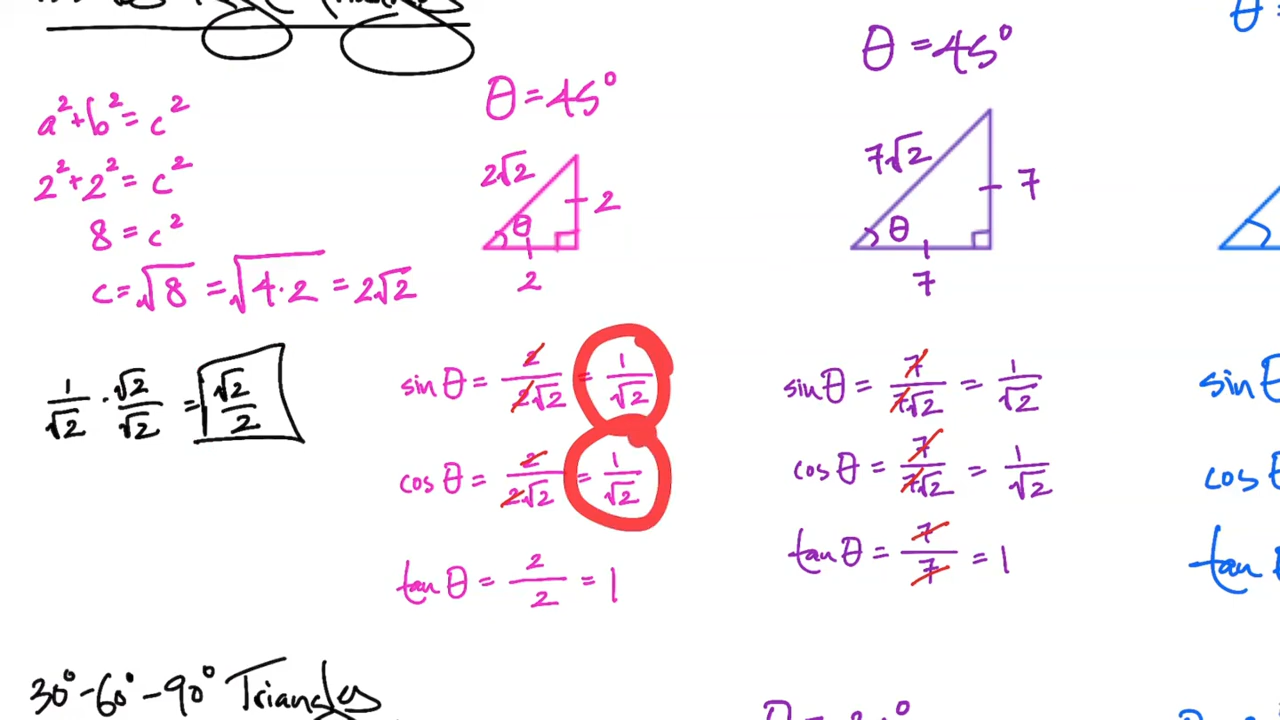 θ = 45°
θ = 45°
θ =
a² + b² = c²
2² + 2² = c²
8 = c²
c = √8 = √4·2 = 2√2
2√2
θ
2
2
7√2
θ
7
7
1/√2 · √2/√2 = √2/2
sin θ = 2/2√2 = 1/√2
cos θ = 2/2√2 = 1/√2
tan θ = 2/2 = 1
sin θ = 7/7√2 = 1/√2
cos θ = 7/7√2 = 1/√2
tan θ = 7/7 = 1
sin θ
cos θ
tan θ
30°-60°-90° Triangles